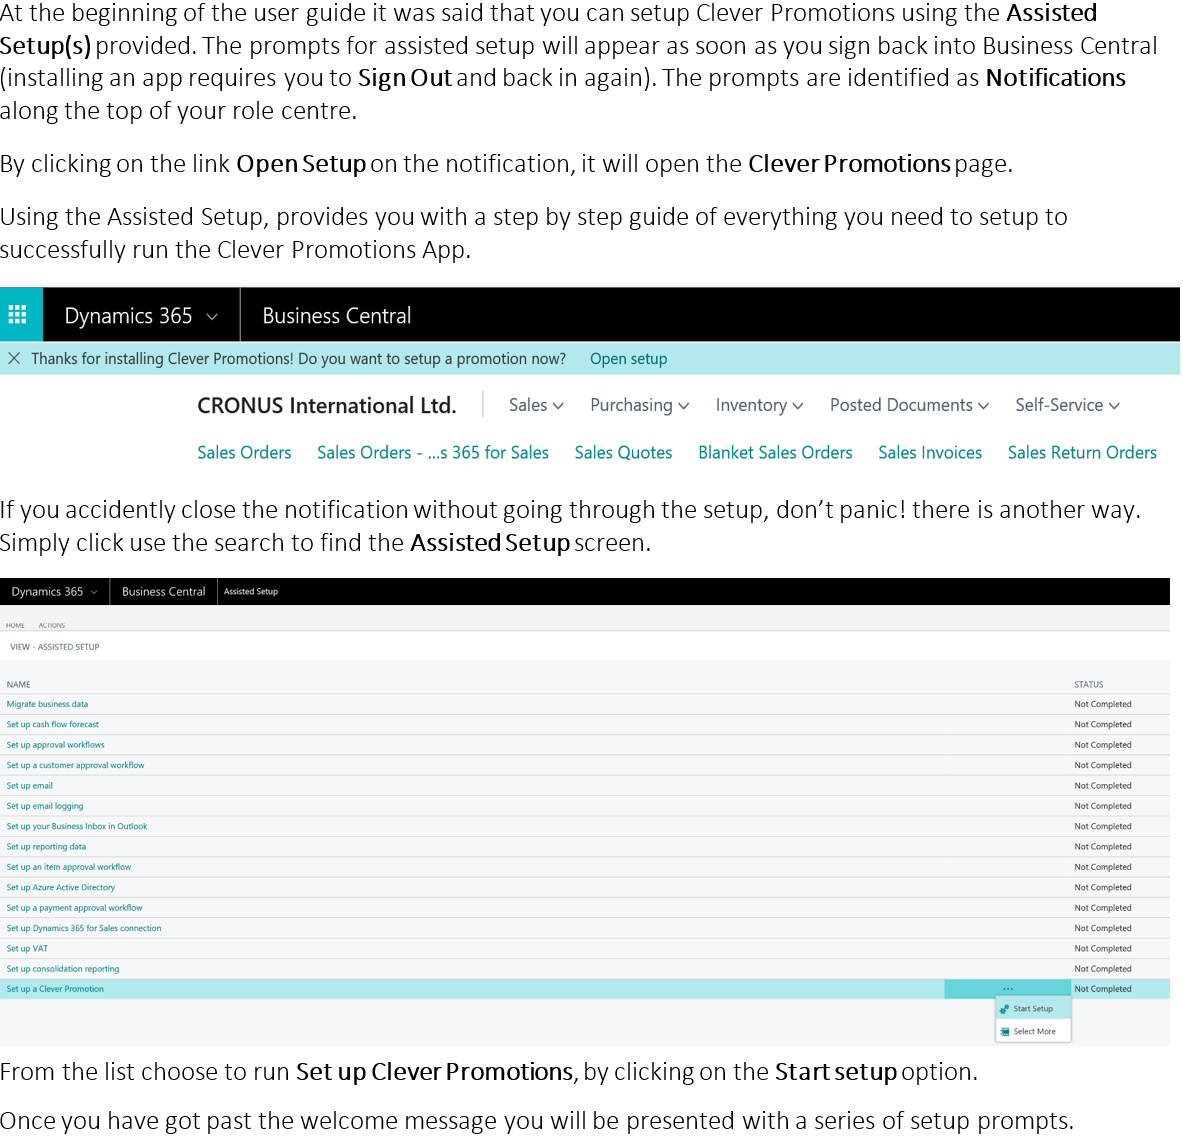 At the beginning of the user guide it was said that you can setup Clever Promotions using the Assisted
Setup(s) provided. The prompts for assisted setup will appear as soon as you sign back into Business Central
(installing an app requires you to Sign Out and back in again). The prompts are identified as Notifications
along the top of your role centre.
By clicking on the link Open Setup on the notification, it will open the Clever Promotions page.
Using the Assisted Setup, provides you with a step by step guide of everything you need to setup to
successfully run the Clever Promotions App.
Dynamics 365 Business Central
Thanks for installing Clever Promotions! Do you want to setup a promotion now? Open setup
CRONUS International Ltd. Sales Purchasing Inventory Posted Documents Self-Service
Sales Orders Sales Orders - ...s 365 for Sales Sales Quotes Blanket Sales Orders Sales Invoices Sales Return Orders
If you accidently close the notification without going through the setup, don’t panic! there is another way.
Simply click use the search to find the Assisted Setup screen.
Dynamics 365 Business Central Assisted Setup
HOME ACTIONS
VIEW - ASSISTED SETUP
NAME STATUS
Migrate business data Not Completed
Set up cash flow forecast Not Completed
Set up approval workflows Not Completed
Set up a customer approval workflow Not Completed
Set up email Not Completed
Set up email logging Not Completed
Set up your Business Inbox in Outlook Not Completed
Set up reporting data Not Completed
Set up an item approval workflow Not Completed
Set up Azure Active Directory Not Completed
Set up a payment approval workflow Not Completed
Set up Dynamics 365 for Sales connection Not Completed
Set up VAT Not Completed
Set up consolidation reporting Not Completed
Set up a Clever Promotion ... Not Completed
Start Setup
Select More
From the list choose to run Set up Clever Promotions, by clicking on the Start setup option.
Once you have got past the welcome message you will be presented with a series of setup prompts.